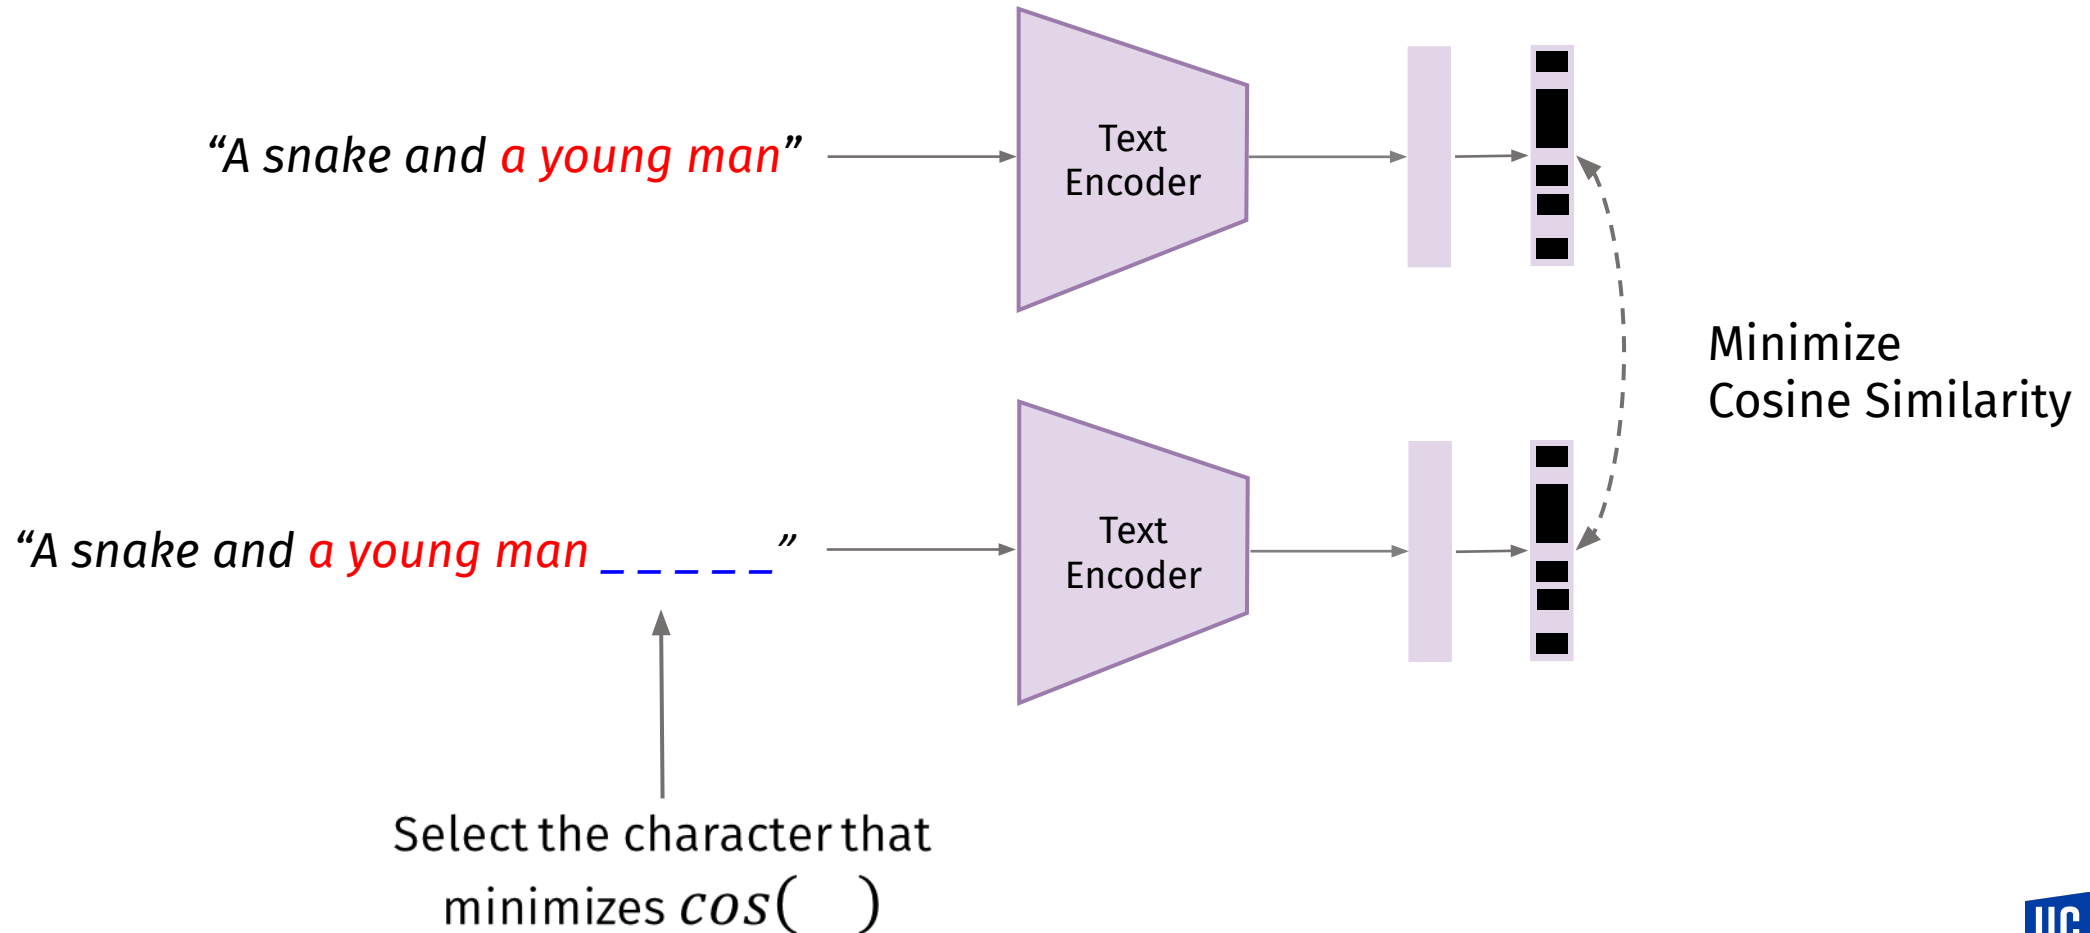 “A snake and a young man”
Text
Encoder
Minimize
Cosine Similarity
“A snake and a young man _ _ _ _ _”
Text
Encoder
Select the character that
minimizes cos( )